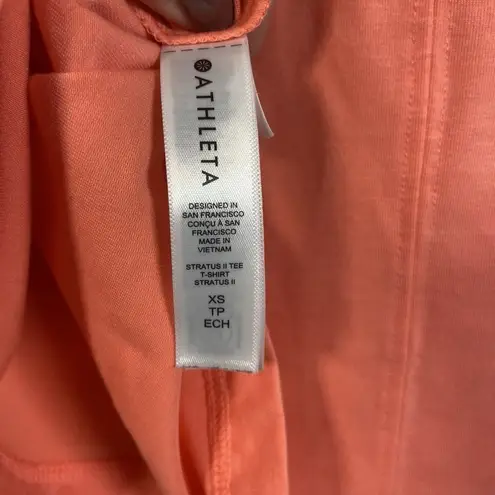 ATHLETA
DESIGNED IN
SAN FRANCISCO
CONÇU À SAN
FRANCISCO
MADE IN
VIETNAM
STRATUS II TEE
T-SHIRT
STRATUS II
XS
TP
ECH